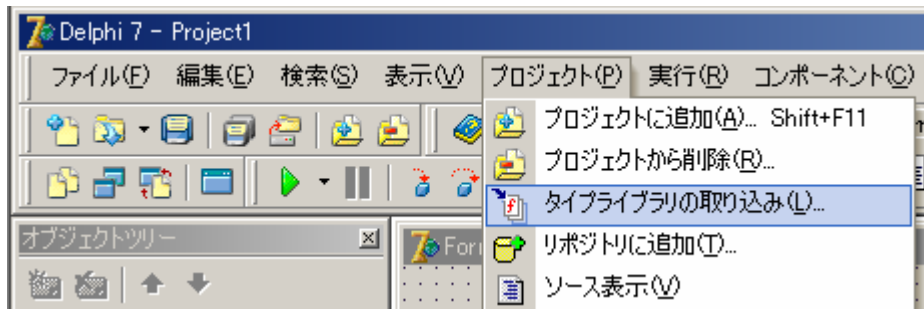 Delphi 7 - Project1
ファイル(F) 編集(E) 検索(S) 表示(V) プロジェクト(P) 実行(R) コンポーネント(C)
プロジェクトに追加(A)... Shift+F11
プロジェクトから削除(R)...
タイプライブラリの取り込み(L)...
リポジトリに追加(T)...
ソース表示(V)
オブジェクトツリー